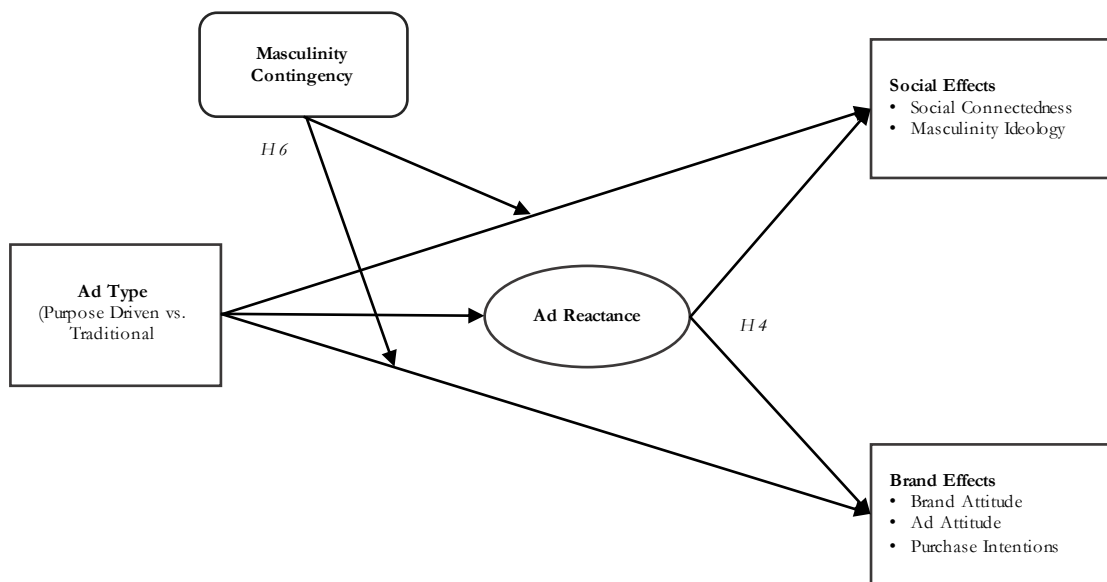 Masculinity
Contingency
Social Effects
• Social Connectedness
• Masculinity Ideology
H6
Ad Type
(Purpose Driven vs.
Traditional
Ad Reactance
H4
Brand Effects
• Brand Attitude
• Ad Attitude
• Purchase Intentions